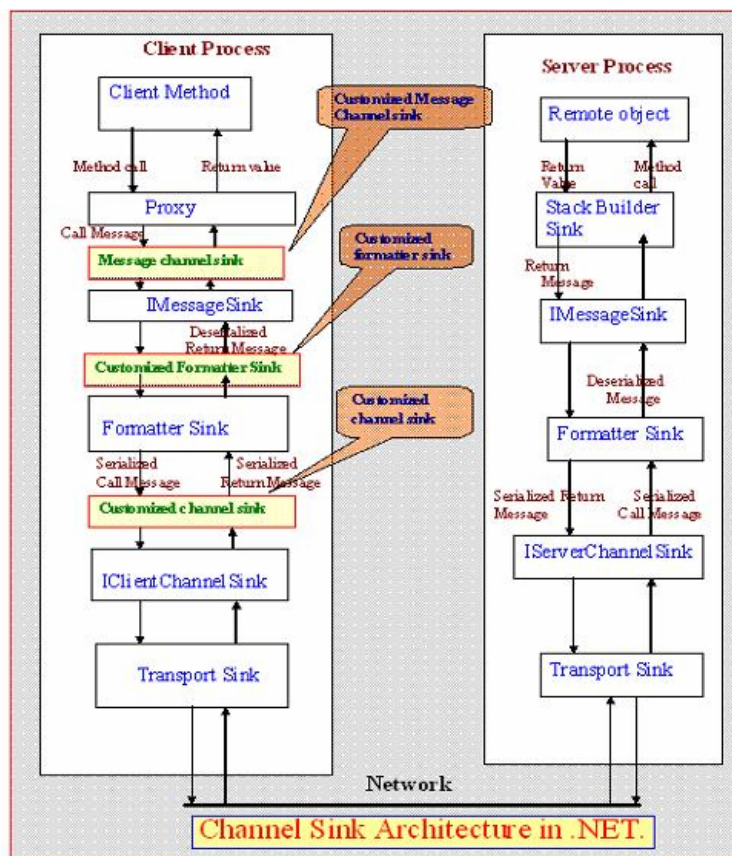 Client Process
Client Method
Customized Message
Channel sink
Method call
Return value
Proxy
Call Message
Message channel sink
Customized
formatter sink
IMessageSink
Deserialized
Return Message
Customized Formatter Sink
Customized
channel sink
Formatter Sink
Serialized
Call Message
Serialized
Return Message
Customized channel sink
IClientChannelSink
Transport Sink
Server Process
Remote object
Return
Value
Method
call
Stack Builder
Sink
Return
Message
IMessageSink
Deserialized
Message
Formatter Sink
Serialized Return
Message
Serialized
Call Message
IServerChannelSink
Transport Sink
Network
Channel Sink Architecture in .NET.